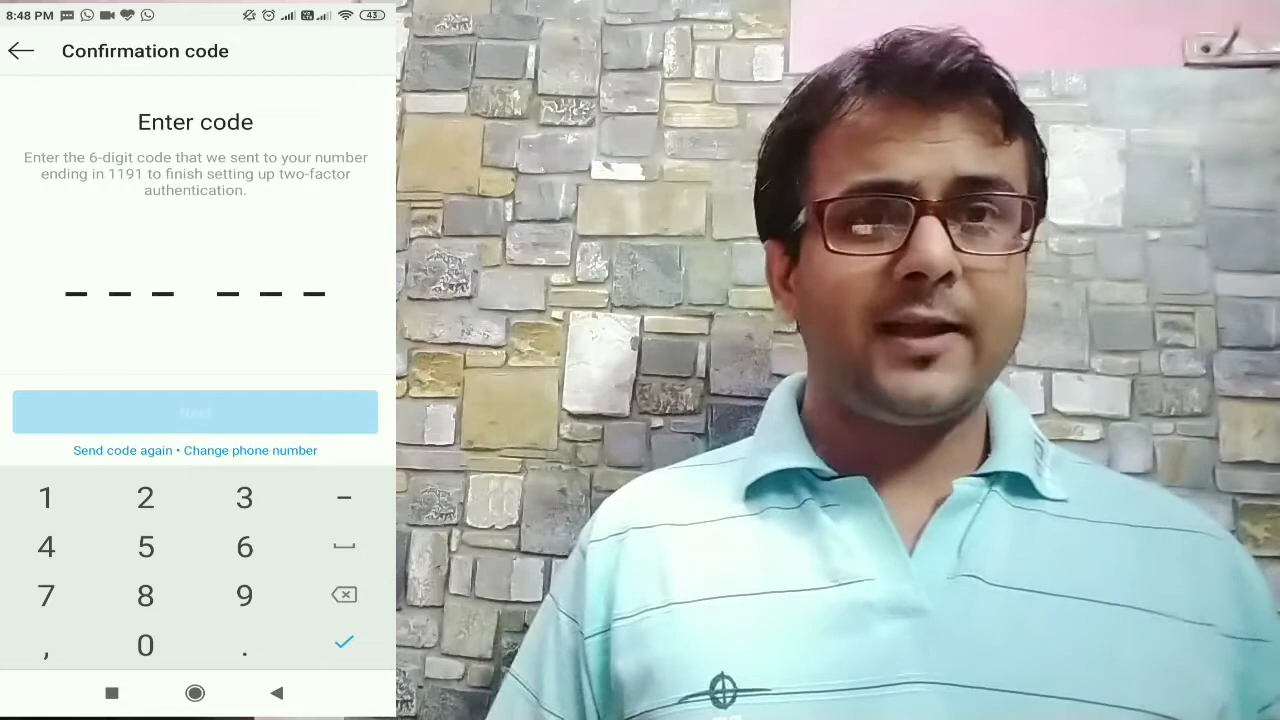 8:48 PM 43
Confirmation code
Enter code
Enter the 6-digit code that we sent to your number
ending in 1191 to finish setting up two-factor
authentication.
Next
Send code again • Change phone number
1 2 3 –
4 5 6
7 8 9
, 0 .